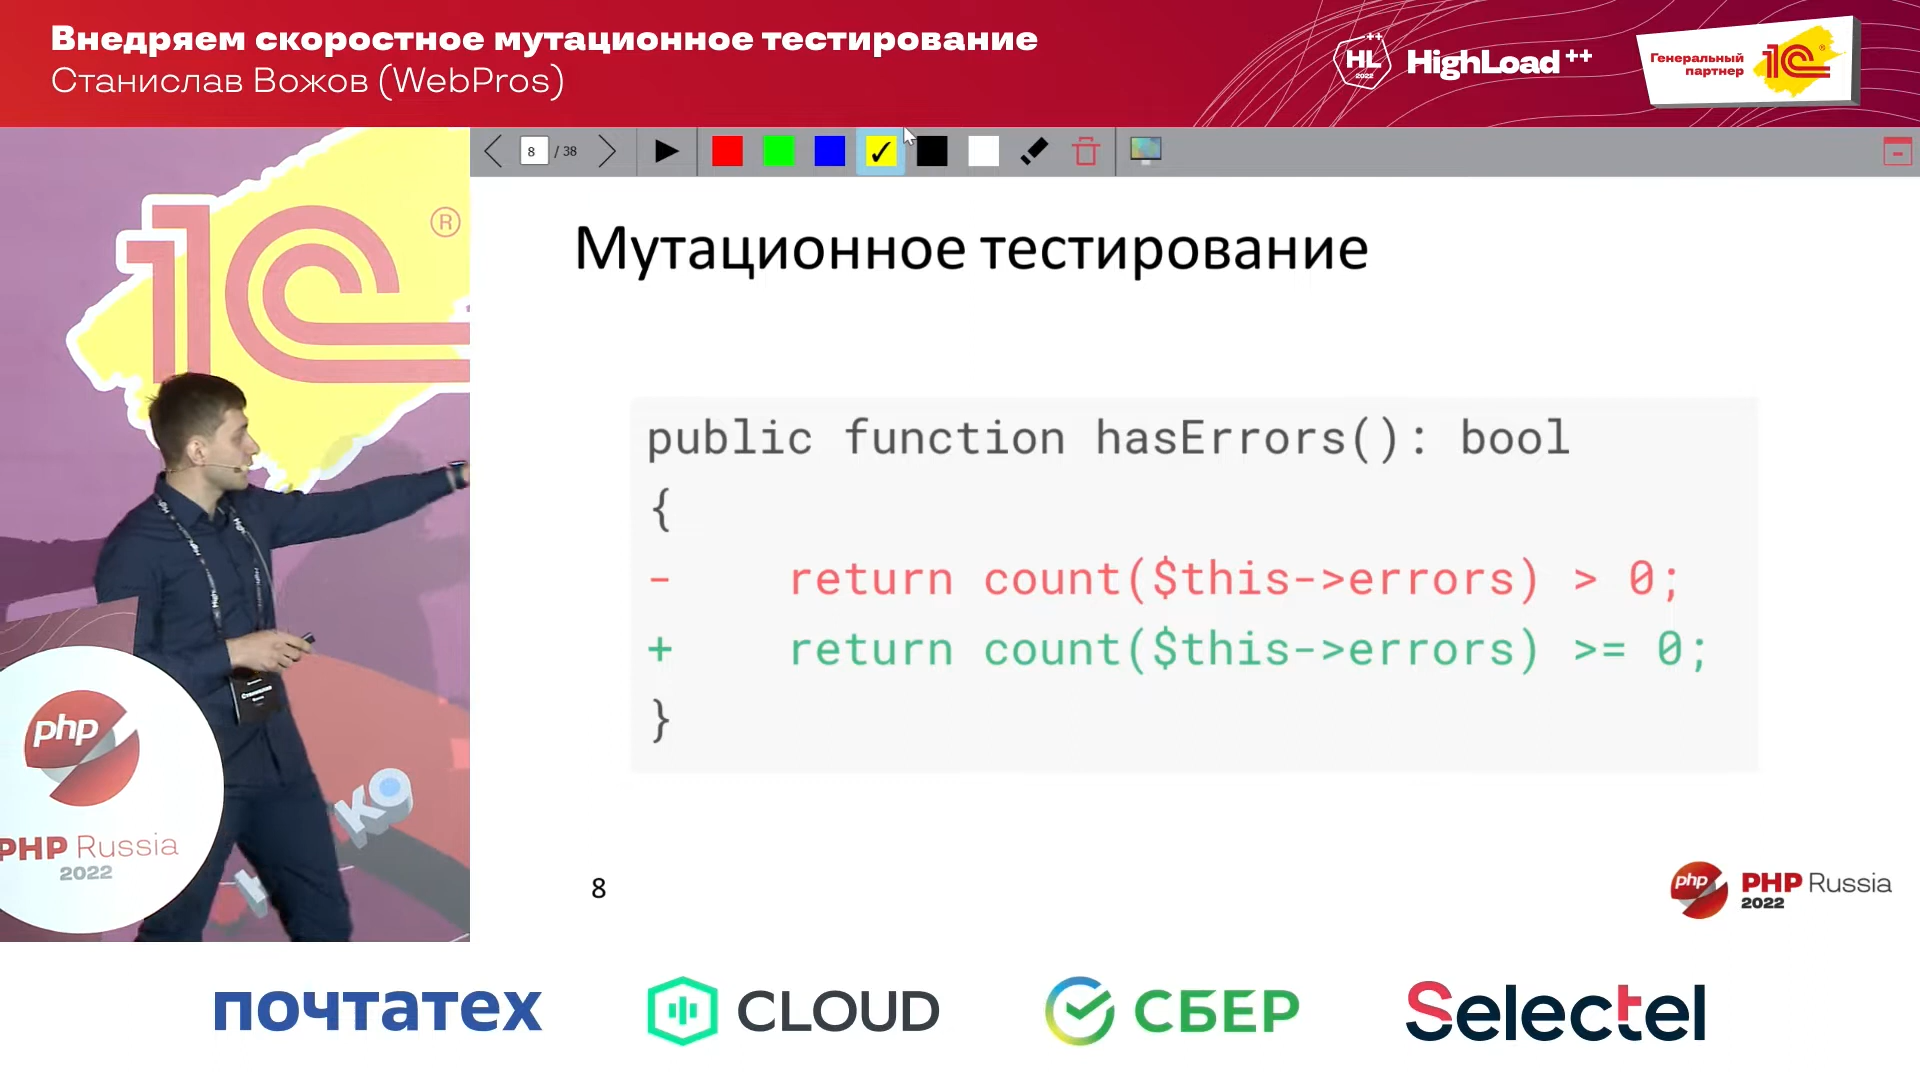 Внедряем скоростное мутационное тестирование
Станислав Вожов (WebPros)
HL++
2022
HighLoad++
Генеральный
партнер
1С®
8 / 38
1С®
Мутационное тестирование
public function hasErrors(): bool
{
-    return count($this->errors) > 0;
+    return count($this->errors) >= 0;
}
8
php
PHP Russia
2022
php
PHP Russia
2022
ПОЧТАТЕХ
CLOUD
СБЕР
Selectel